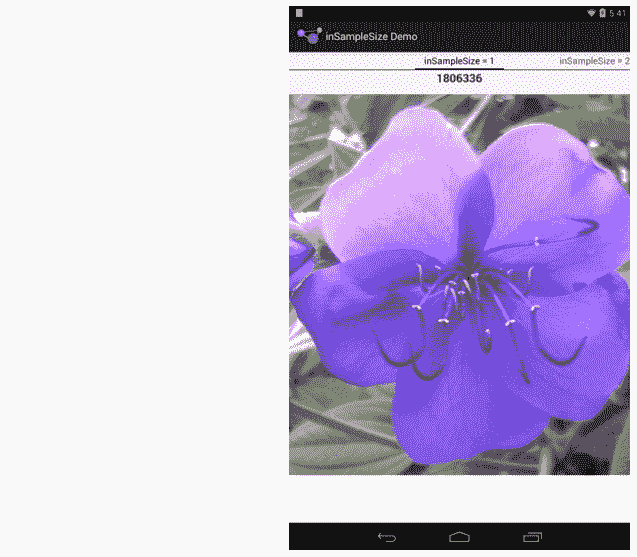 5:41
inSampleSize Demo
inSampleSize = 1
inSampleSize = 2
1806336